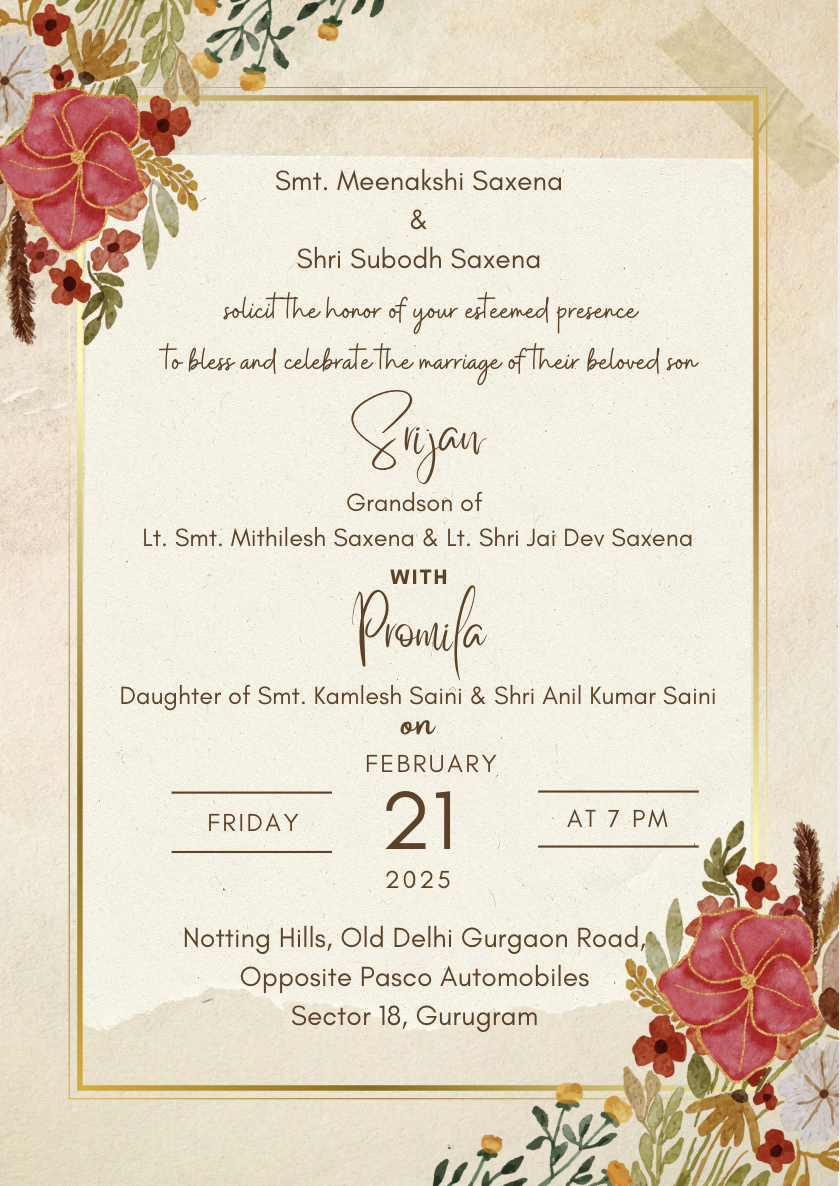 Smt. Meenakshi Saxena
&
Shri Subodh Saxena
solicit the honor of your esteemed presence
to bless and celebrate the marriage of their beloved son
Srijan
Grandson of
Lt. Smt. Mithilesh Saxena & Lt. Shri Jai Dev Saxena
WITH
Promila
Daughter of Smt. Kamlesh Saini & Shri Anil Kumar Saini
on
FEBRUARY
FRIDAY 21 AT 7 PM
2025
Notting Hills, Old Delhi Gurgaon Road,
Opposite Pasco Automobiles
Sector 18, Gurugram